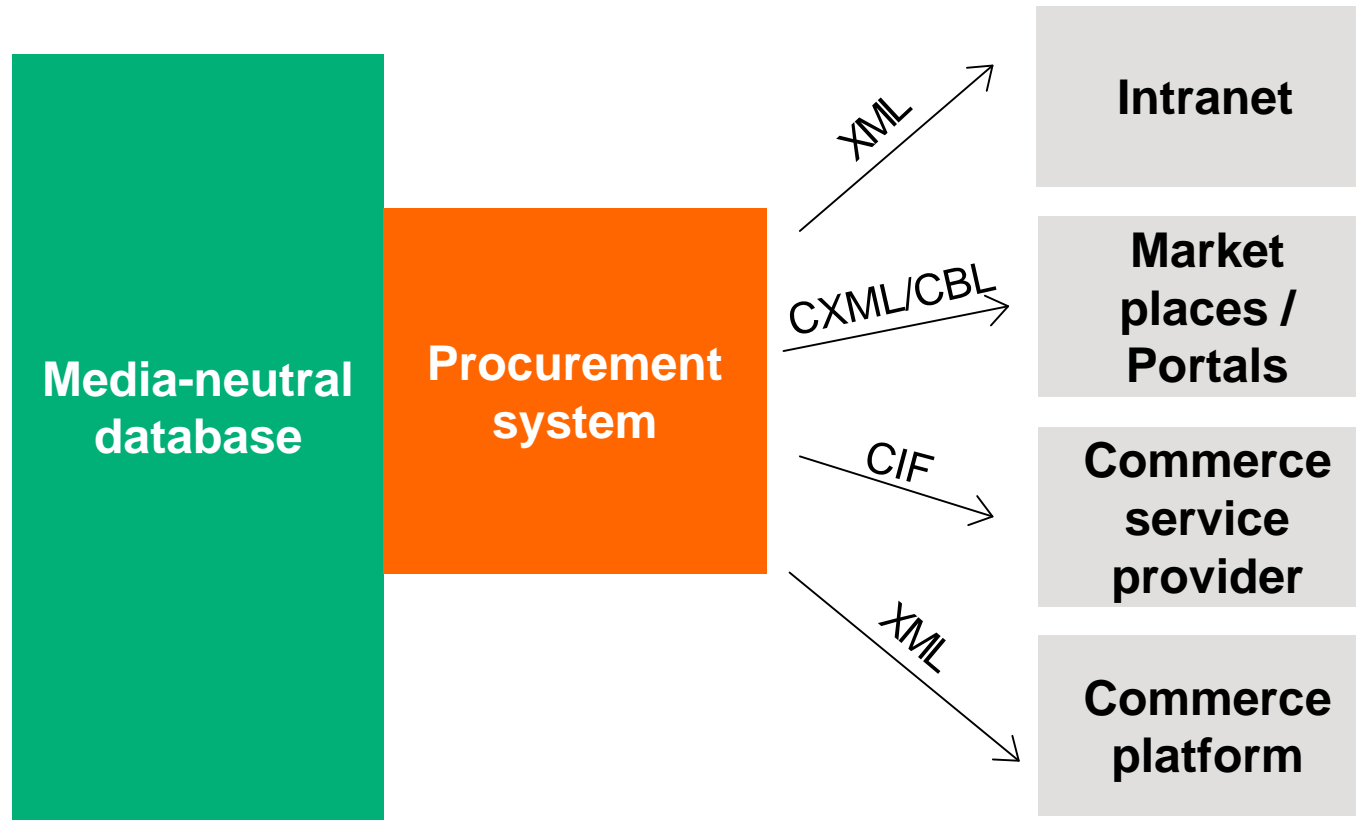 Media-neutral
database
Procurement
system
XML
CXML/CBL
CIF
XML
Intranet
Market
places /
Portals
Commerce
service
provider
Commerce
platform